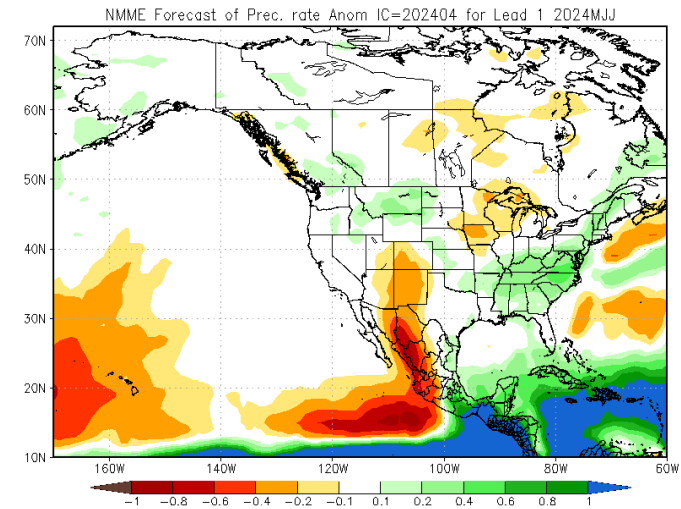 NMME Forecast of Prec. rate Anom IC=202404 for Lead 1 2024MJJ
70N
60N
50N
40N
30N
20N
10N
160W 140W 120W 100W 80W 60W
-1 -0.8 -0.6 -0.4 -0.2 -0.1 0.1 0.2 0.4 0.6 0.8 1